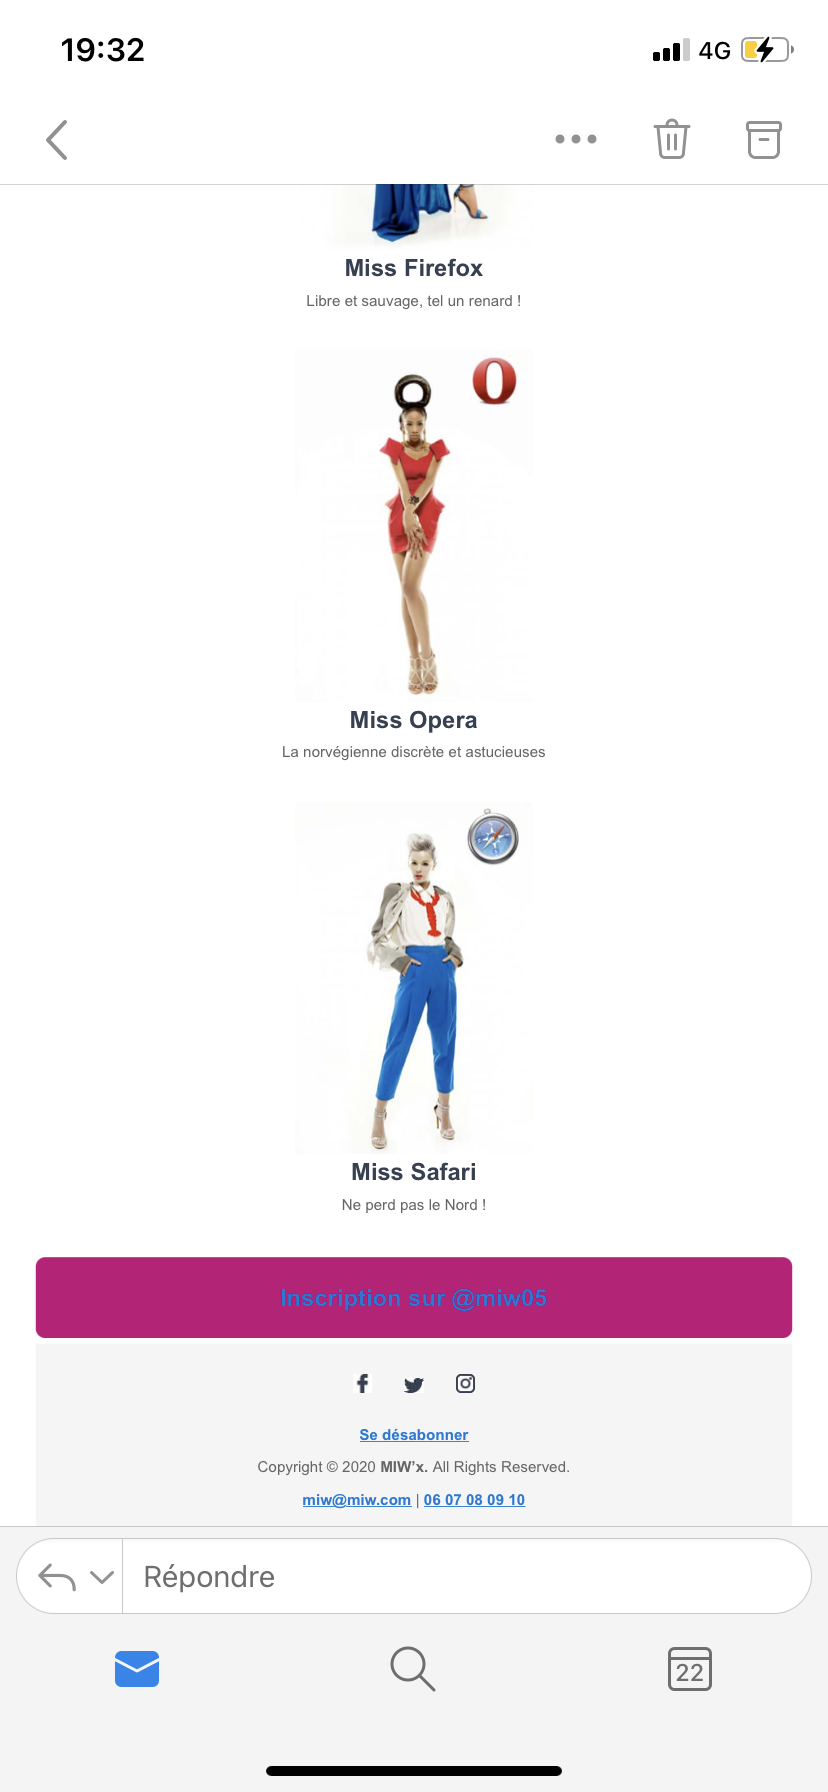 19:32
4G
Miss Firefox
Libre et sauvage, tel un renard !
Miss Opera
La norvégienne discrète et astucieuses
Miss Safari
Ne perd pas le Nord !
Inscription sur @miw05
Se désabonner
Copyright © 2020 MIW’x. All Rights Reserved.
miw@miw.com | 06 07 08 09 10
Répondre
22